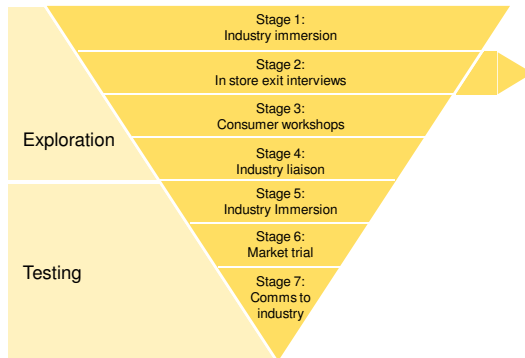 Stage 1:
Industry immersion
Stage 2:
In store exit interviews
Stage 3:
Consumer workshops
Exploration
Stage 4:
Industry liaison
Stage 5:
Industry Immersion
Stage 6:
Market trial
Testing
Stage 7:
Comms to
industry